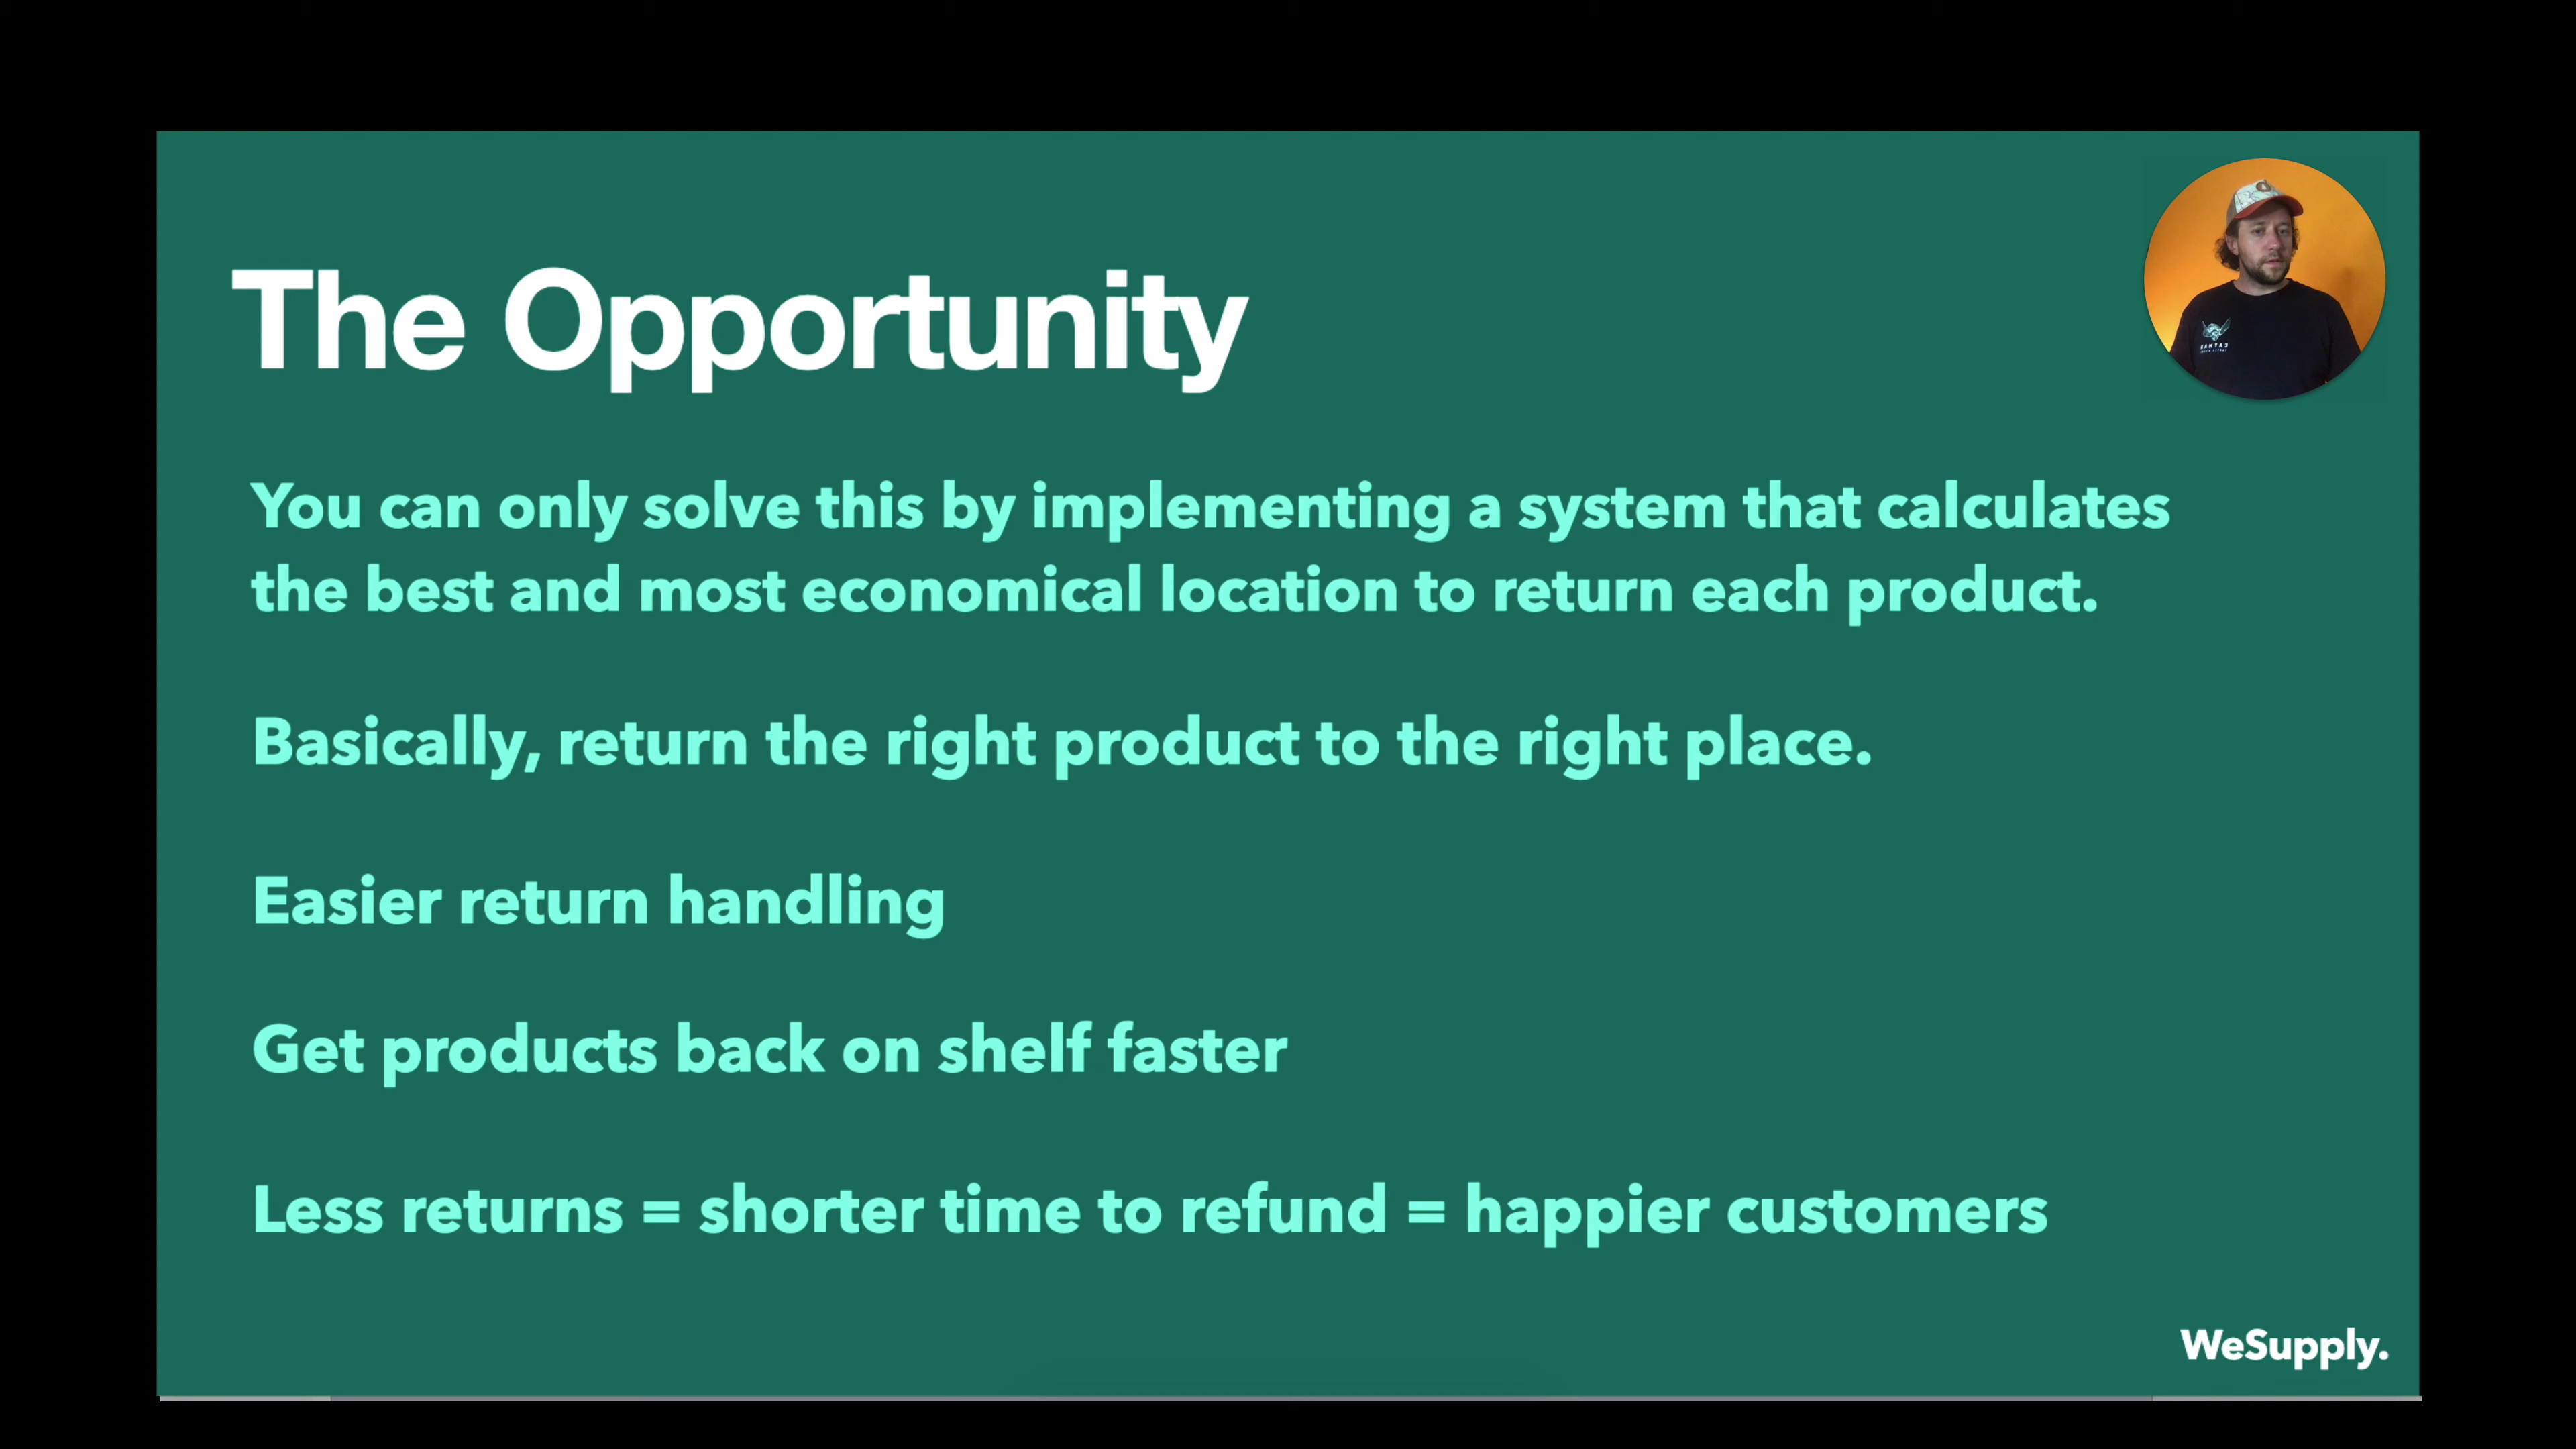 The Opportunity
You can only solve this by implementing a system that calculates
the best and most economical location to return each product.
Basically, return the right product to the right place.
Easier return handling
Get products back on shelf faster
Less returns = shorter time to refund = happier customers
WeSupply.